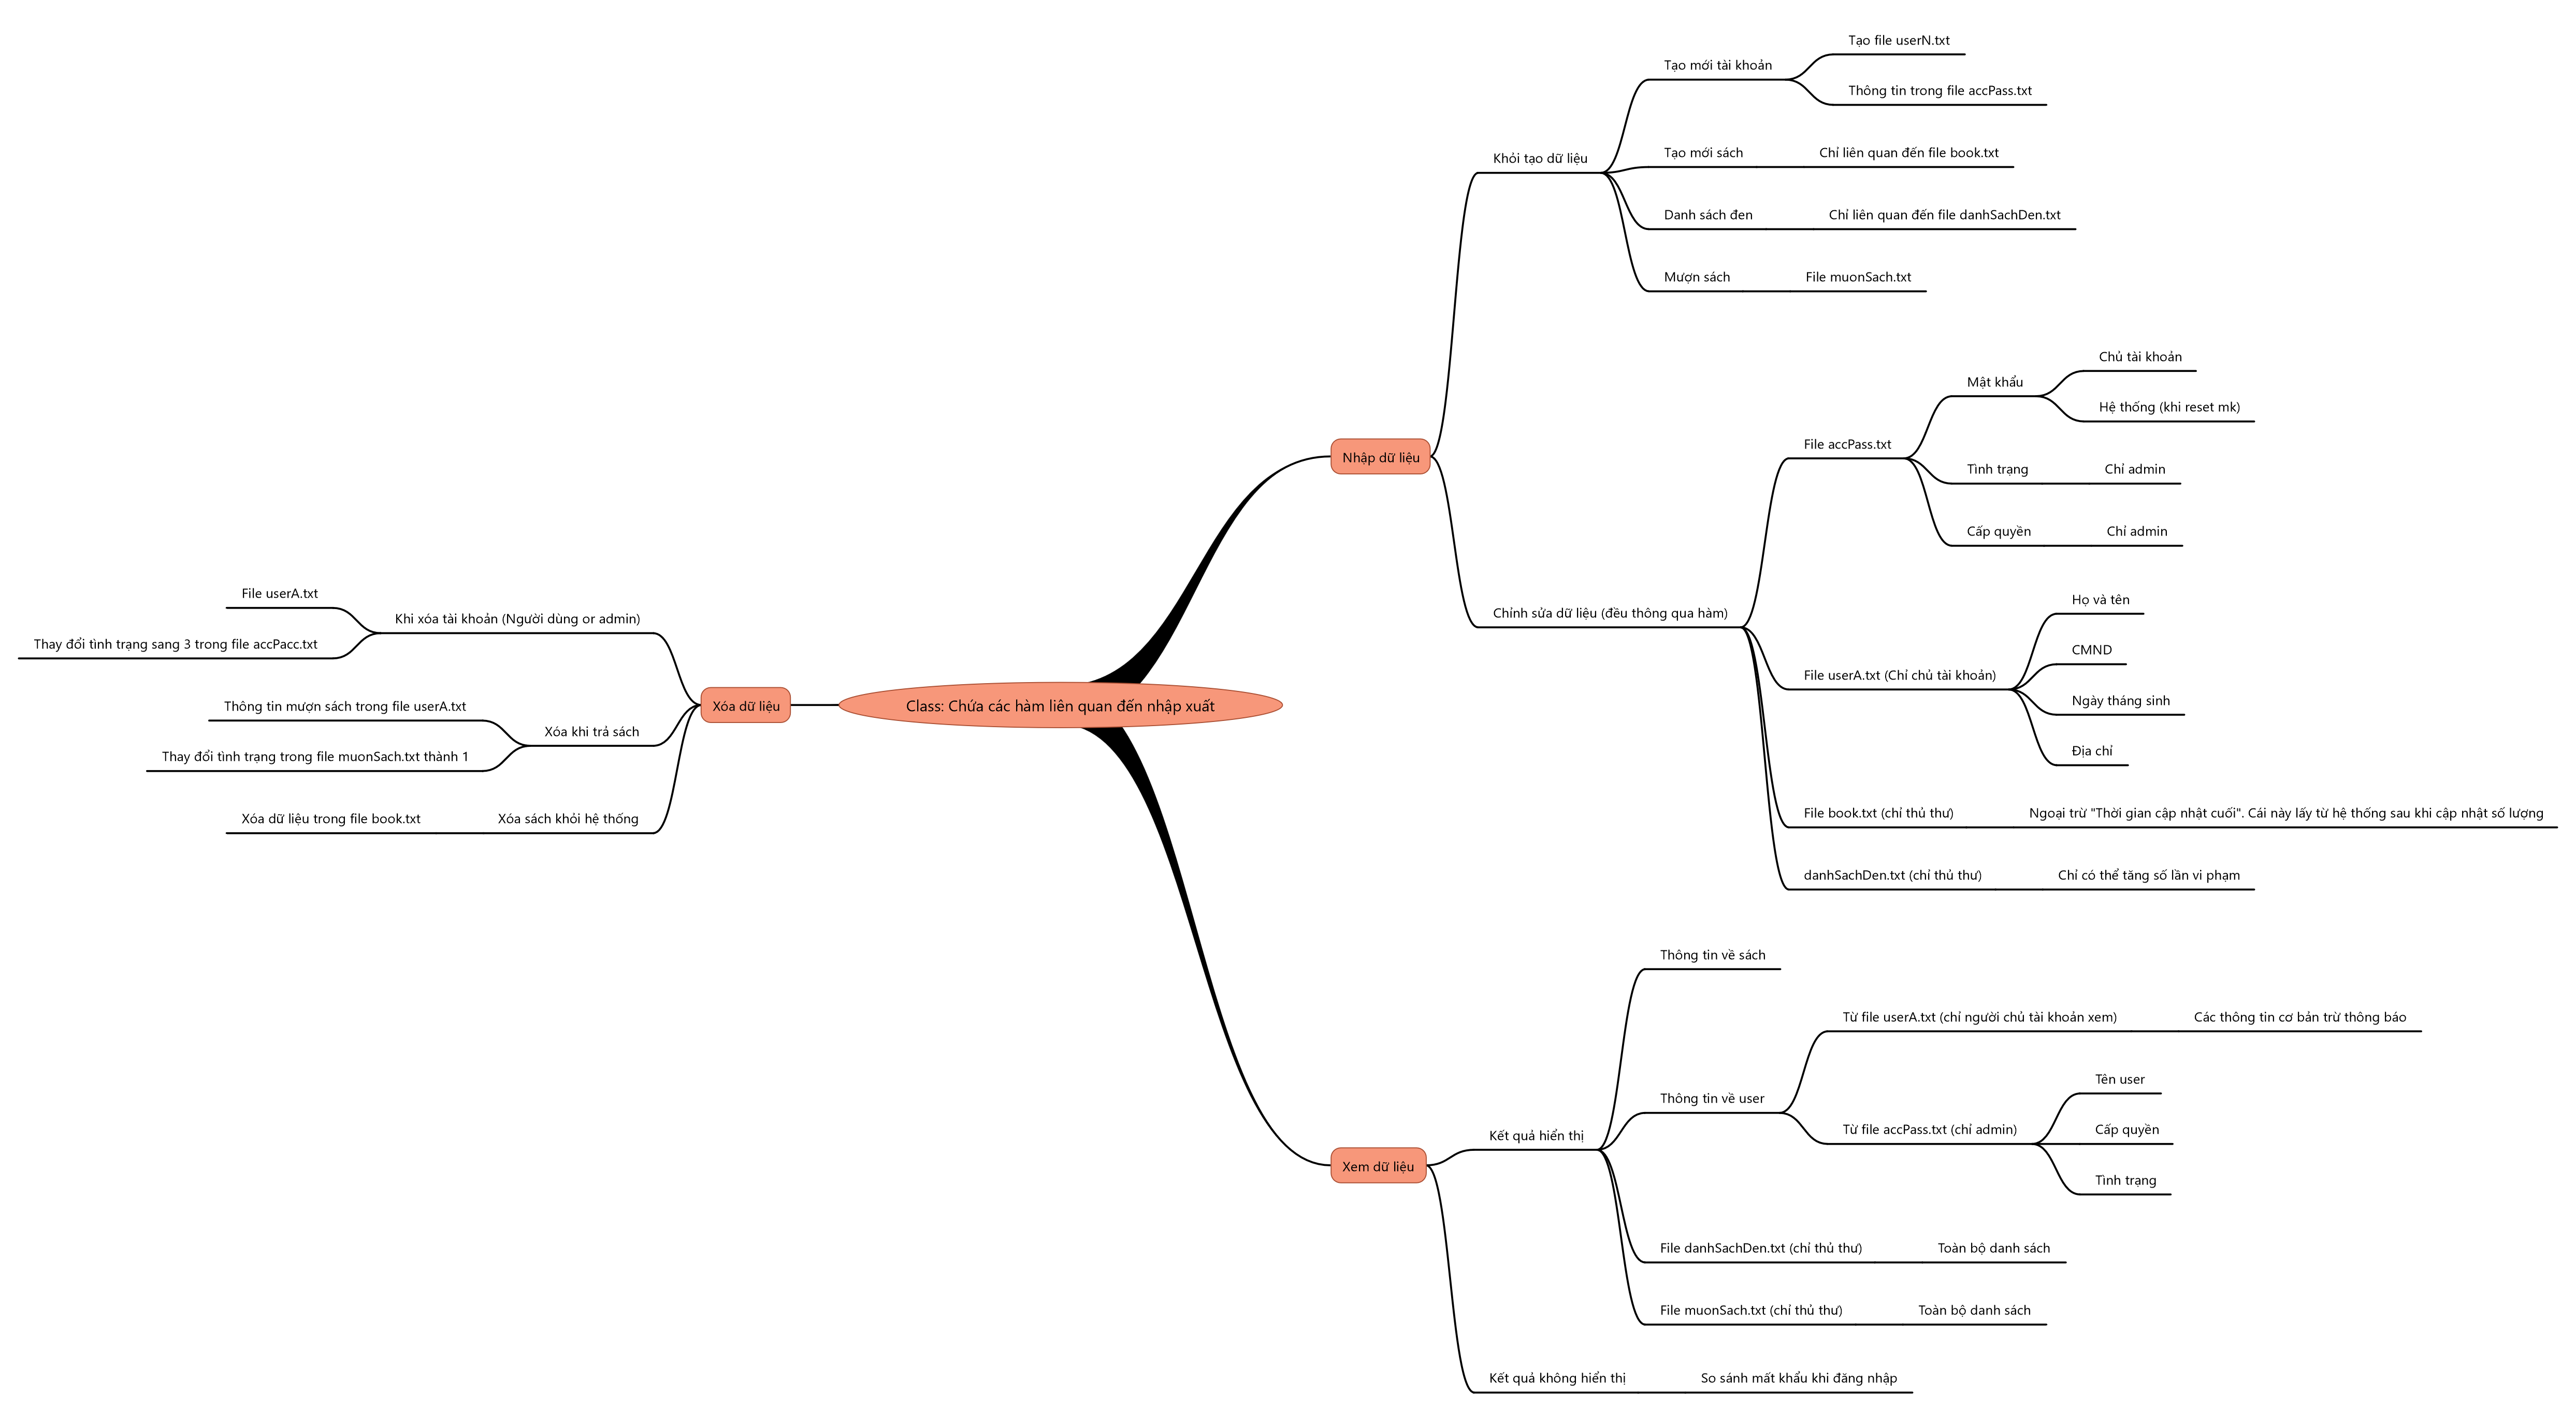 Class: Chứa các hàm liên quan đến nhập xuất
Nhập dữ liệu
Khỏi tạo dữ liệu
Tạo mới tài khoản
Tạo file userN.txt
Thông tin trong file accPass.txt
Tạo mới sách
Chỉ liên quan đến file book.txt
Danh sách đen
Chỉ liên quan đến file danhSachDen.txt
Mượn sách
File muonSach.txt
Chỉnh sửa dữ liệu (đều thông qua hàm)
File accPass.txt
Mật khẩu
Chủ tài khoản
Hệ thống (khi reset mk)
Tình trạng
Chỉ admin
Cấp quyền
Chỉ admin
File userA.txt (Chỉ chủ tài khoản)
Họ và tên
CMND
Ngày tháng sinh
Địa chỉ
File book.txt (chỉ thủ thư)
Ngoại trừ "Thời gian cập nhật cuối". Cái này lấy từ hệ thống sau khi cập nhật số lượng
danhSachDen.txt (chỉ thủ thư)
Chỉ có thể tăng số lần vi phạm
Xem dữ liệu
Kết quả hiển thị
Thông tin về sách
Thông tin về user
Từ file userA.txt (chỉ người chủ tài khoản xem)
Các thông tin cơ bản trừ thông báo
Từ file accPass.txt (chỉ admin)
Tên user
Cấp quyền
Tình trạng
File danhSachDen.txt (chỉ thủ thư)
Toàn bộ danh sách
File muonSach.txt (chỉ thủ thư)
Toàn bộ danh sách
Kết quả không hiển thị
So sánh mất khẩu khi đăng nhập
Xóa dữ liệu
Khi xóa tài khoản (Người dùng or admin)
File userA.txt
Thay đổi tình trạng sang 3 trong file accPacc.txt
Xóa khi trả sách
Thông tin mượn sách trong file userA.txt
Thay đổi tình trạng trong file muonSach.txt thành 1
Xóa sách khỏi hệ thống
Xóa dữ liệu trong file book.txt